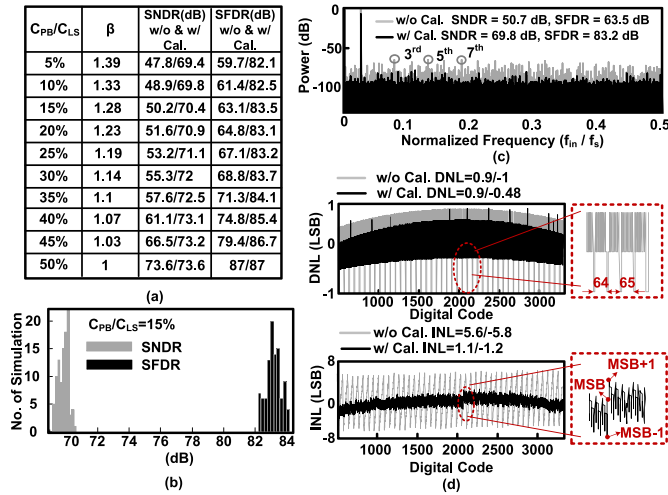 C_PB/C_LS β SNDR(dB) w/o & w/ Cal. SFDR(dB) w/o & w/ Cal.
5% 1.39 47.8/69.4 59.7/82.1
10% 1.33 48.9/69.8 61.4/82.5
15% 1.28 50.2/70.4 63.1/83.5
20% 1.23 51.6/70.9 64.8/83.1
25% 1.19 53.2/71.1 67.1/83.2
30% 1.14 55.3/72 68.8/83.7
35% 1.1 57.6/72.5 71.3/84.1
40% 1.07 61.1/73.1 74.8/85.4
45% 1.03 66.5/73.2 79.4/86.7
50% 1 73.6/73.6 87/87
(a)
No. of Simulation
20
10
0
C_PB/C_LS=15%
SNDR
SFDR
70 72 74 76 78 80 82 84
(dB)
(b)
Power (dB)
0
-100
w/o Cal. SNDR = 50.7 dB, SFDR = 63.5 dB
w/ Cal. SNDR = 69.8 dB, SFDR = 83.2 dB
3rd 5th 7th
0 0.1 0.2 0.3 0.4 0.5
Normalized Frequency (f_in / f_s)
(c)
w/o Cal. DNL=0.9/-1
w/ Cal. DNL=0.9/-0.48
DNL (LSB)
1
0
-1
1000 1500 2000 2500 3000
Digital Code
64 65
w/o Cal. INL=5.6/-5.8
w/ Cal. INL=1.1/-1.2
INL (LSB)
8
0
-8
1000 1500 2000 2500 3000
Digital Code
MSB+1
MSB
MSB-1
(d)